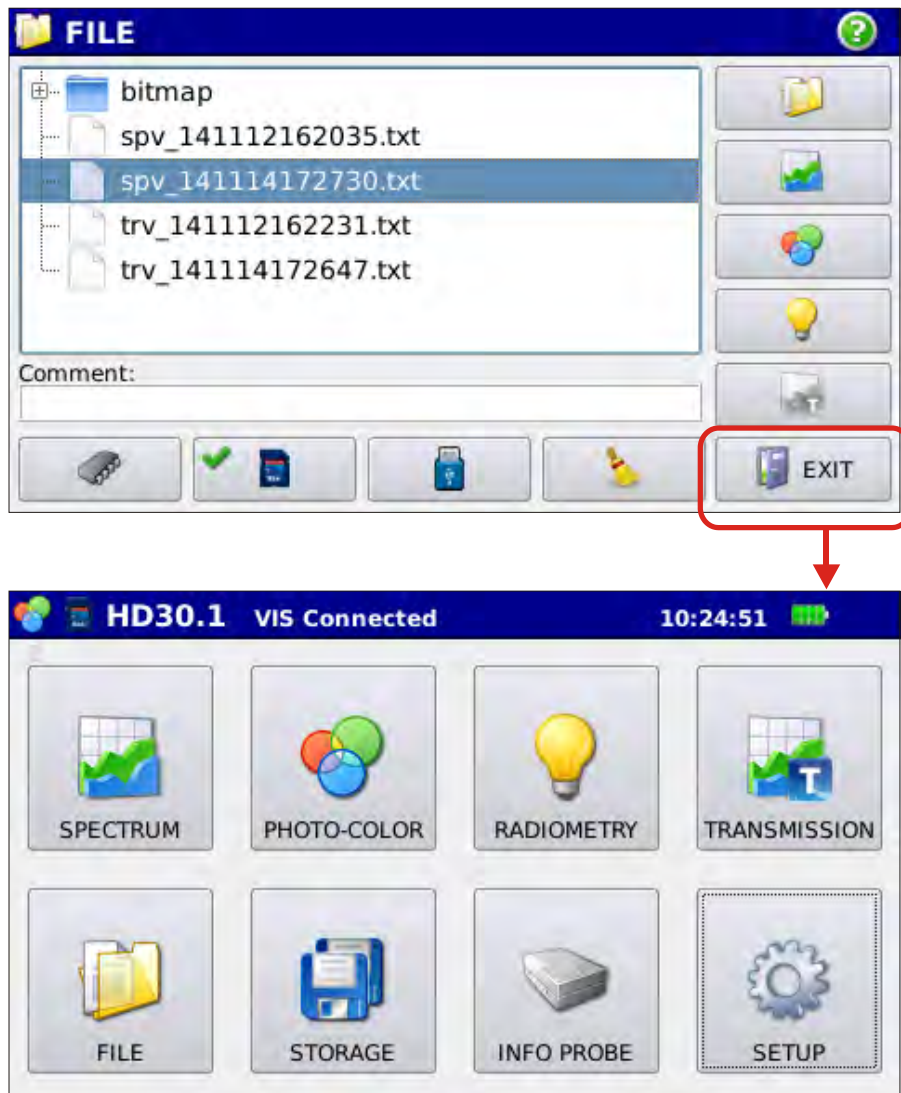 FILE
bitmap
spv_141112162035.txt
spv_141114172730.txt
trv_141112162231.txt
trv_141114172647.txt
Comment:
T
EXIT
HD30.1 VIS Connected 10:24:51
T
SPECTRUM PHOTO-COLOR RADIOMETRY TRANSMISSION
FILE STORAGE INFO PROBE SETUP